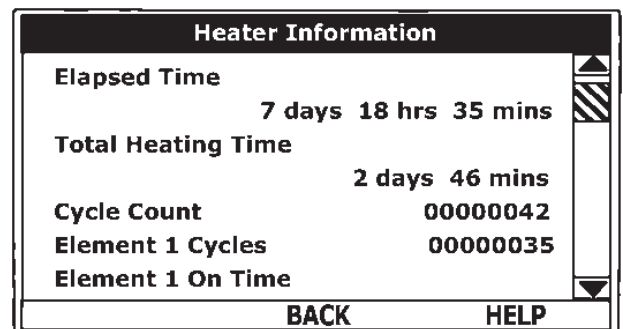 Heater Information
Elapsed Time
7 days 18 hrs 35 mins
Total Heating Time
2 days 46 mins
Cycle Count 00000042
Element 1 Cycles 00000035
Element 1 On Time
BACK HELP